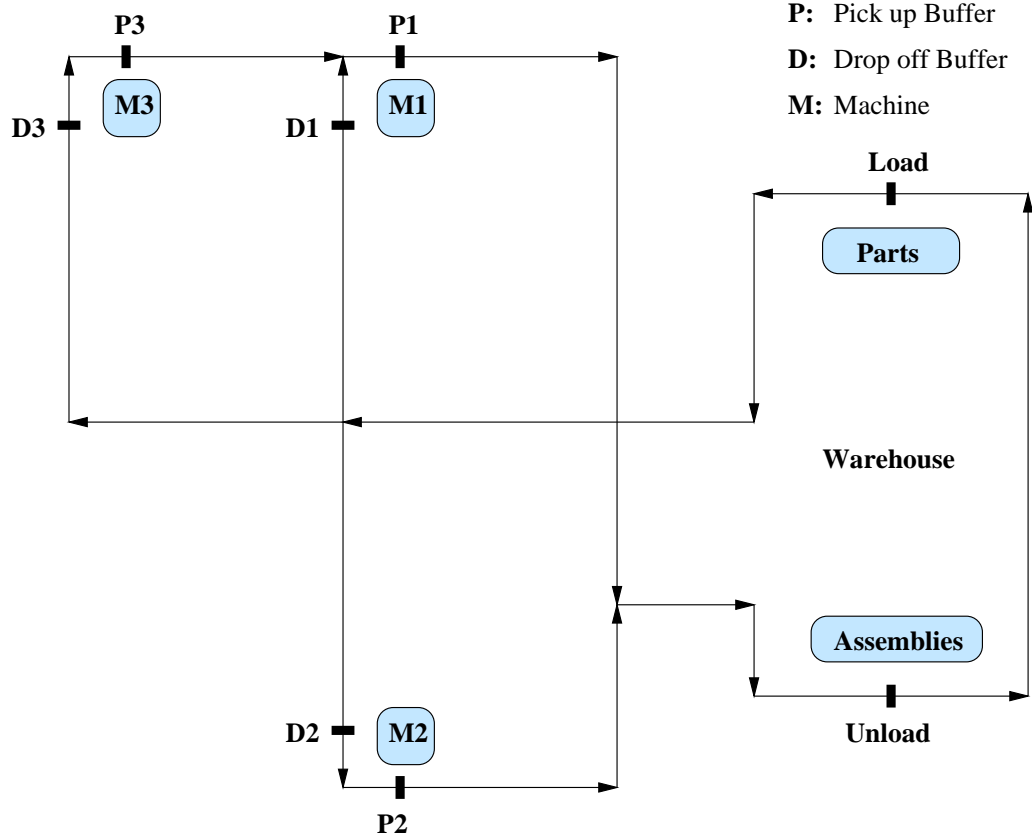 P3
P1
P: Pick up Buffer
D: Drop off Buffer
M: Machine
M3
M1
D3
D1
Load
Parts
Warehouse
Assemblies
D2
M2
Unload
P2